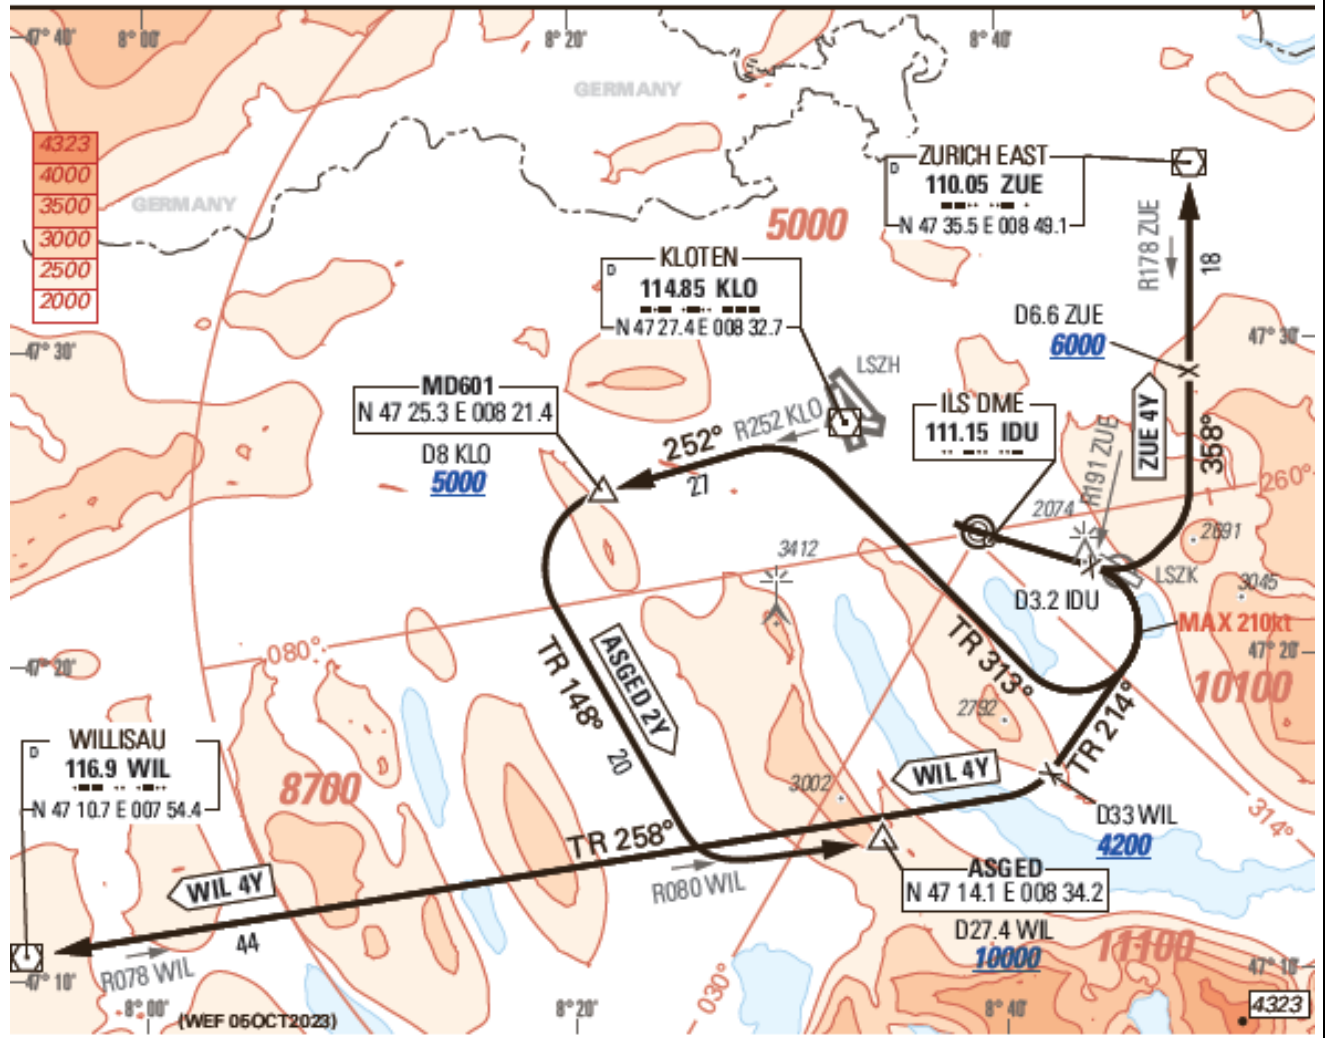 47° 40'
8° 00'
8° 20'
8° 40'
GERMANY
GERMANY
4323
4000
3500
3000
2500
2000
ZURICH EAST
D
110.05 ZUE
N 47 35.5 E 008 49.1
5000
R178 ZUE
18
KLOTEN
D
114.85 KLO
N 47 27.4 E 008 32.7
D6.6 ZUE
6000
47° 30'
47° 30'
LSZH
MD601
N 47 25.3 E 008 21.4
D8 KLO
5000
252°
R252 KLO
27
ILS DME
111.15 IDU
R191 ZUE
ZUE 4Y
358°
260°
2074
2691
3412
LSZK
3045
D3.2 IDU
MAX 210kt
080°
47° 20'
47° 20'
TR 148°
ASGED 2Y
20
TR 313°
10100
2792
TR 214°
WILLISAU
D
116.9 WIL
N 47 10.7 E 007 54.4
8700
3002
WIL 4Y
D33 WIL
4200
314°
TR 258°
R080 WIL
ASGED
N 47 14.1 E 008 34.2
D27.4 WIL
10000
11100
WIL 4Y
44
R078 WIL
47° 10'
47° 10'
030°
4323
8° 00'
8° 20'
8° 40'
(WEF 05OCT2023)